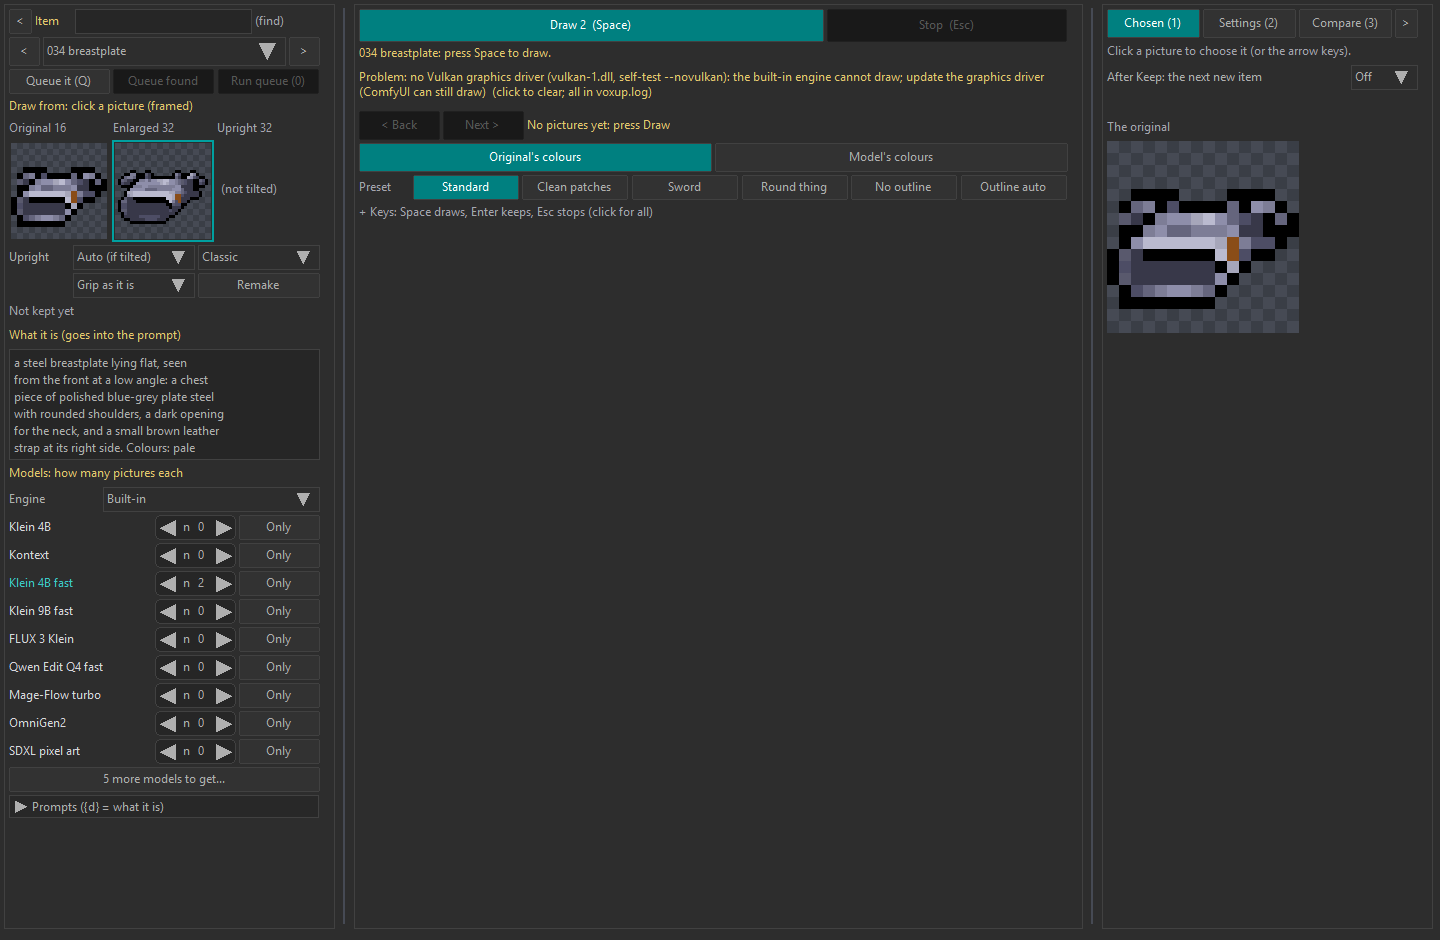 < Item (find)
< 034 breastplate >
Queue it (Q) Queue found Run queue (0)
Draw from: click a picture (framed)
Original 16 Enlarged 32 Upright 32
(not tilted)
Upright Auto (if tilted) Classic
Grip as it is Remake
Not kept yet
What it is (goes into the prompt)
a steel breastplate lying flat, seen
from the front at a low angle: a chest
piece of polished blue-grey plate steel
with rounded shoulders, a dark opening
for the neck, and a small brown leather
strap at its right side. Colours: pale
Models: how many pictures each
Engine Built-in
Klein 4B n 0 Only
Kontext n 0 Only
Klein 4B fast n 2 Only
Klein 9B fast n 0 Only
FLUX 3 Klein n 0 Only
Qwen Edit Q4 fast n 0 Only
Mage-Flow turbo n 0 Only
OmniGen2 n 0 Only
SDXL pixel art n 0 Only
5 more models to get...
Prompts ({d} = what it is)
Draw 2 (Space) Stop (Esc)
034 breastplate: press Space to draw.
Problem: no Vulkan graphics driver (vulkan-1.dll, self-test --novulkan): the built-in engine cannot draw; update the graphics driver
(ComfyUI can still draw) (click to clear; all in voxup.log)
< Back Next > No pictures yet: press Draw
Original's colours Model's colours
Preset Standard Clean patches Sword Round thing No outline Outline auto
+ Keys: Space draws, Enter keeps, Esc stops (click for all)
Chosen (1) Settings (2) Compare (3) >
Click a picture to choose it (or the arrow keys).
After Keep: the next new item Off
The original